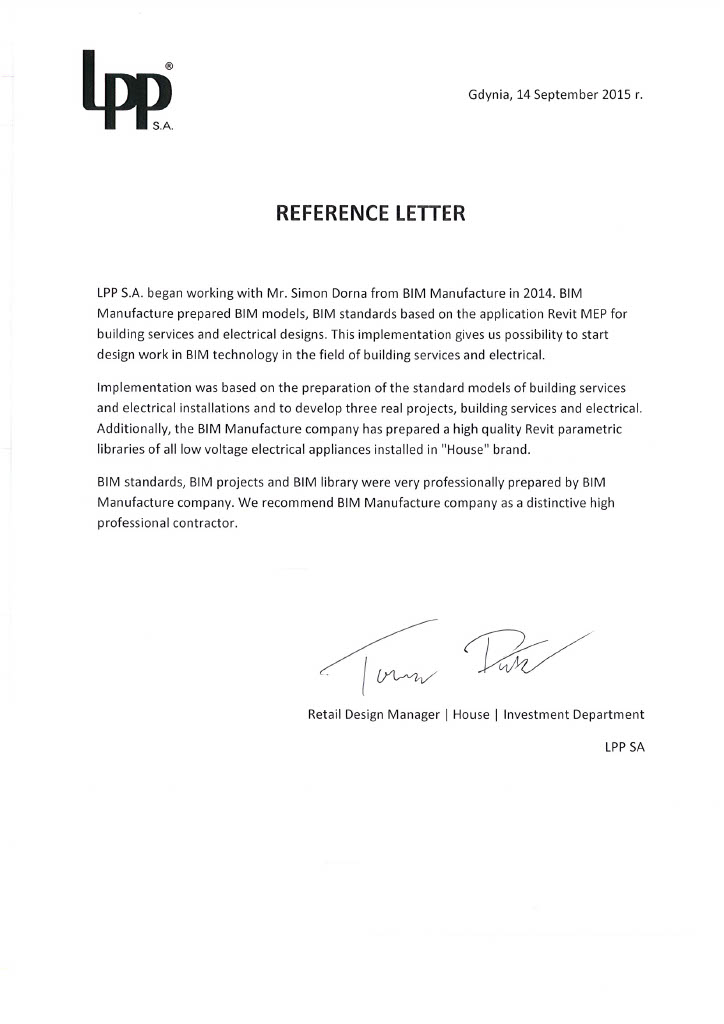 Lpp®
S.A.
Gdynia, 14 September 2015 r.
REFERENCE LETTER
LPP S.A. began working with Mr. Simon Dorna from BIM Manufacture in 2014. BIM
Manufacture prepared BIM models, BIM standards based on the application Revit MEP for
building services and electrical designs. This implementation gives us possibility to start
design work in BIM technology in the field of building services and electrical.
Implementation was based on the preparation of the standard models of building services
and electrical installations and to develop three real projects, building services and electrical.
Additionally, the BIM Manufacture company has prepared a high quality Revit parametric
libraries of all low voltage electrical appliances installed in "House" brand.
BIM standards, BIM projects and BIM library were very professionally prepared by BIM
Manufacture company. We recommend BIM Manufacture company as a distinctive high
professional contractor.
Retail Design Manager | House | Investment Department
LPP SA